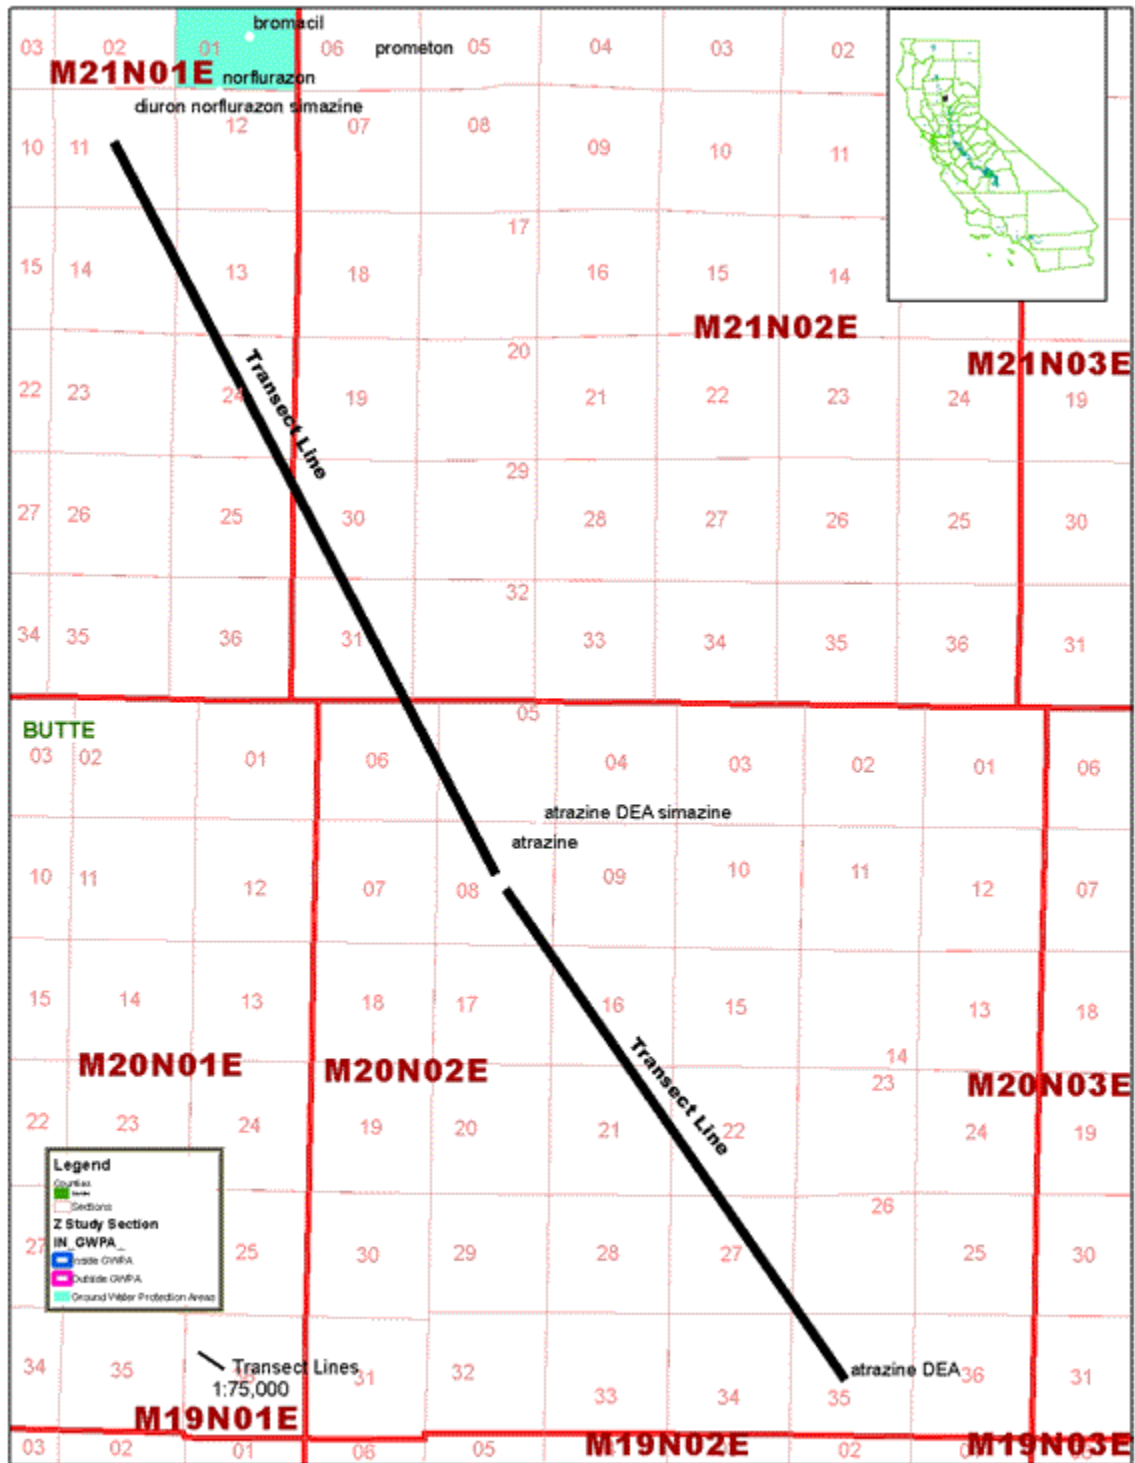 bromacil
03 02 01 06 prometon 05 04 03 02
M21N01E norflurazon
diuron norflurazon simazine
12 07 08
10 11 09 10 11
17
15 14 13 18 16 15 14
M21N02E
20
M21N03E
Transect Line
22 23 24 19 21 22 23 24 19
29
27 26 25 30 28 27 26 25 30
32
34 35 36 31 33 34 35 36 31
05
BUTTE
03 02 01 06 04 03 02 01 06
atrazine DEA simazine
atrazine
10 11 12 07 08 09 10 11 12 07
15 14 13 18 17 16 15 13 18
14
M20N01E M20N02E M20N03E
23
Transect Line
22 23 24 19 20 21 22 24 19
Legend
Counties
Sections
26
Z Study Section
IN_GWPA_
27 25 30 29 28 27 25 30
Inside GWPA
Outside GWPA
Ground Water Protection Areas
34 35 Transect Lines 31 32 33 34 35 atrazine DEA 36 31
1:75,000
M19N01E
03 02 01 06 05 M19N02E 02 M19N03E